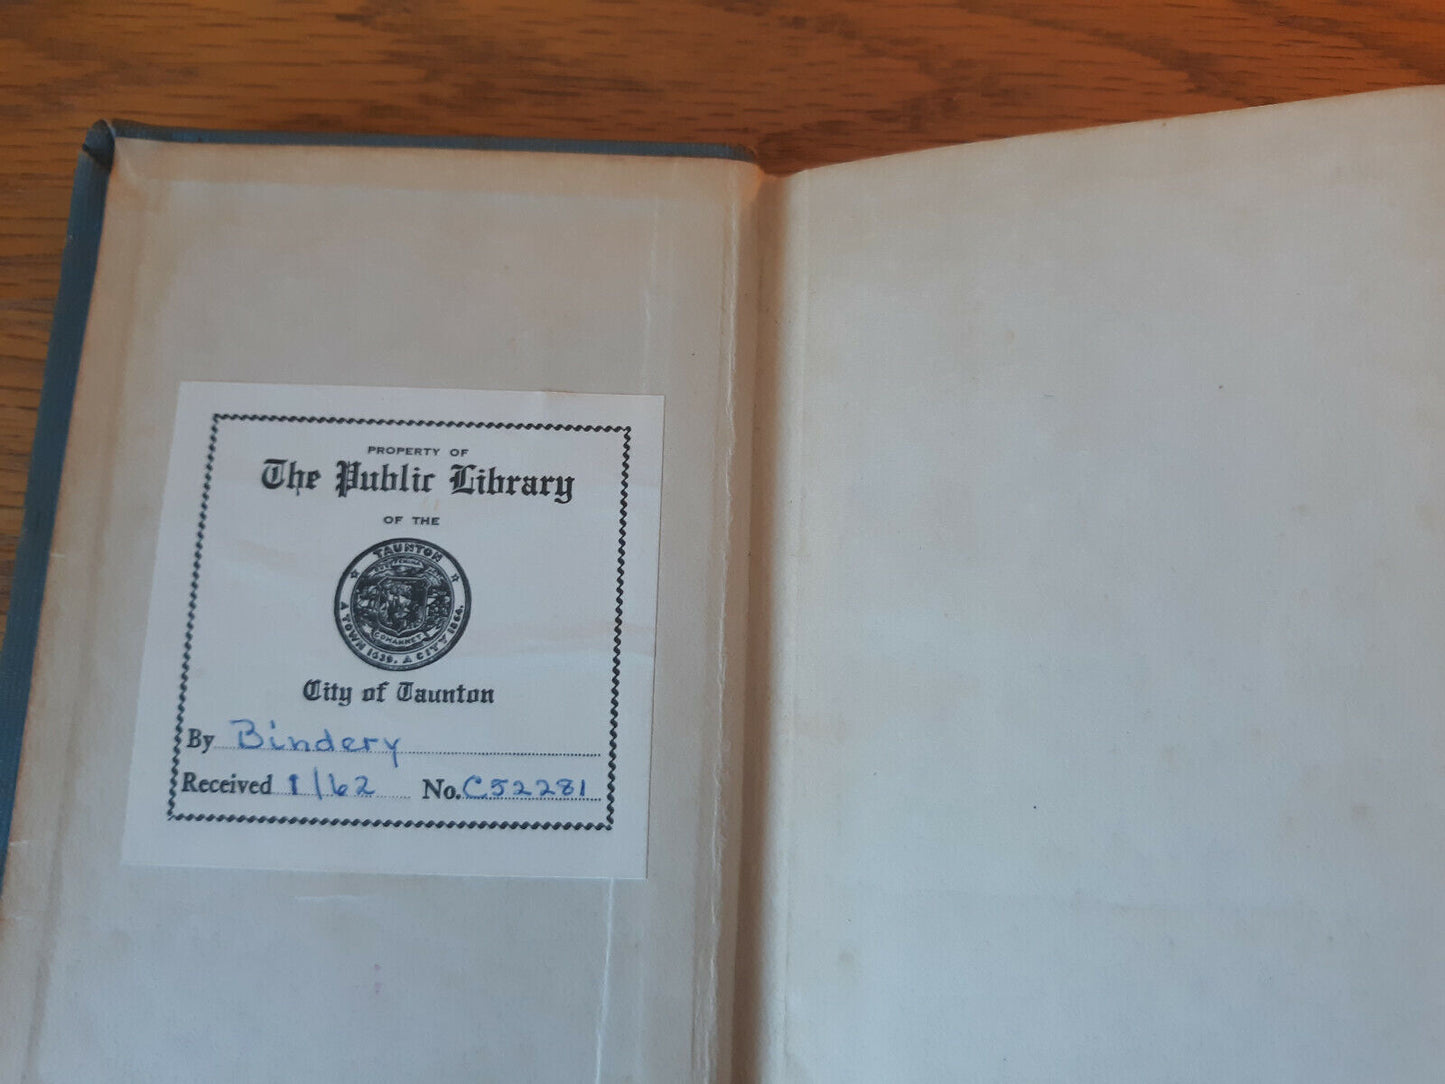 PROPERTY OF
The Public Library
OF THE
TAUNTON
COHANNET
A TOWN 1639. A CITY 1864.
City of Taunton
By Bindery
Received 1/62 No. C52281